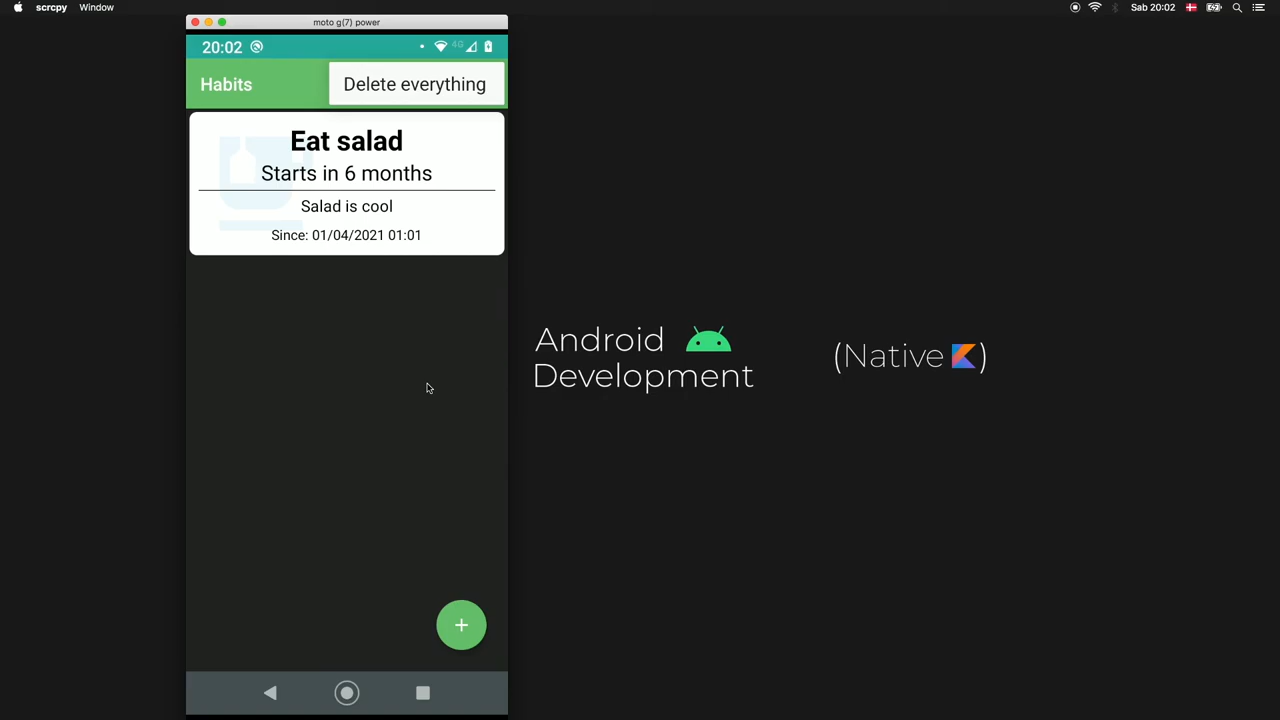 scrcpy Window
Sab 20:02
moto g(7) power
20:02
4G
Habits
Delete everything
Eat salad
Starts in 6 months
Salad is cool
Since: 01/04/2021 01:01
+
Android
Development
(Native )